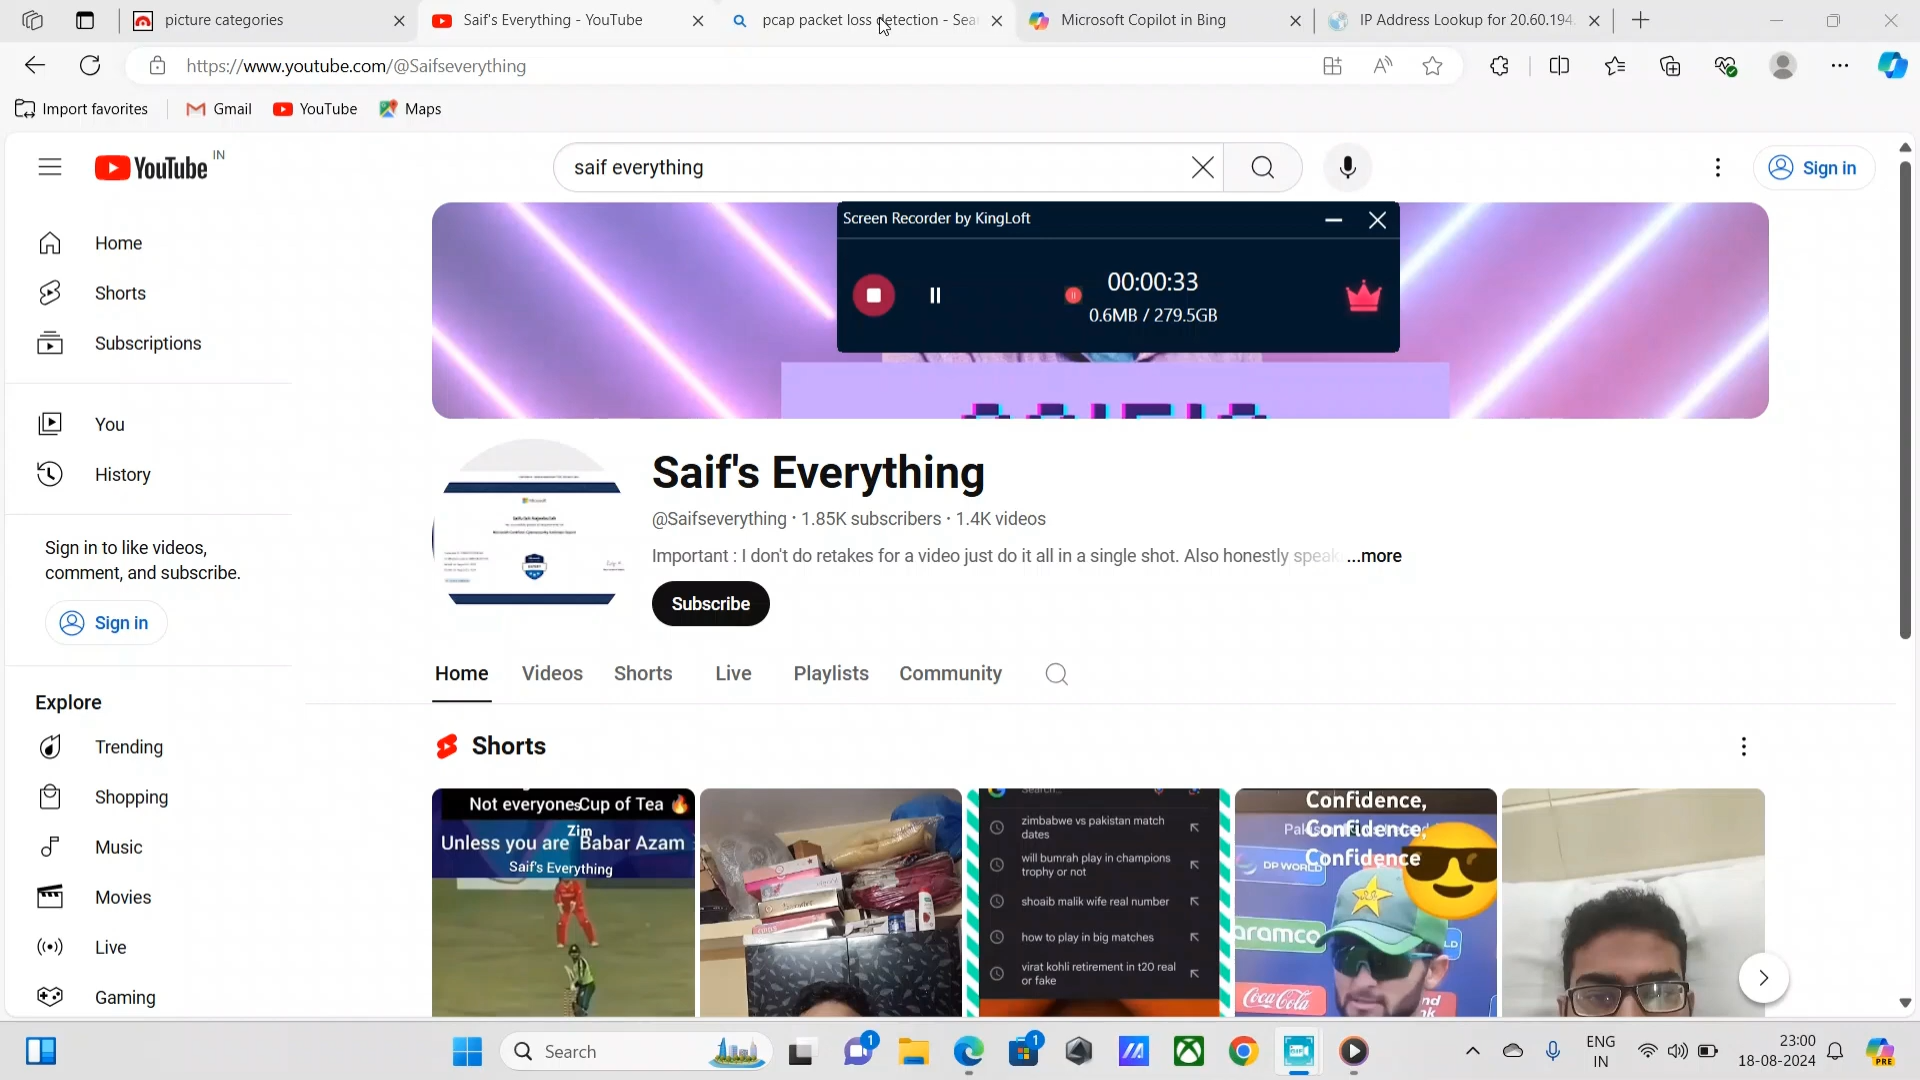 picture categories
Saif's Everything - YouTube
pcap packet loss detection - Sea
Microsoft Copilot in Bing
IP Address Lookup for 20.60.194
https://www.youtube.com/@Saifseverything
Import favorites
Gmail
YouTube
Maps
YouTube IN
saif everything
Sign in
Home
Shorts
Subscriptions
You
History
Sign in to like videos,
comment, and subscribe.
Sign in
Explore
Trending
Shopping
Music
Movies
Live
Gaming
Screen Recorder by KingLoft
00:00:33
0.6MB / 279.5GB
Saif's Everything
@Saifseverything · 1.85K subscribers · 1.4K videos
Important : I don't do retakes for a video just do it all in a single shot. Also honestly speak ...more
Subscribe
Home Videos Shorts Live Playlists Community
Shorts
Not everyone's Cup of Tea 🔥
Zim
Unless you are Babar Azam
Saif's Everything
Search...
zimbabwe vs pakistan match
dates
will bumrah play in champions
trophy or not
shoaib malik wife real number
how to play in big matches
virat kohli retirement in t20 real
or fake
Confidence,
Confidence,
Confidence
DP WORLD
aramco
Coca-Cola
Search
1
1
ENG
IN
23:00
18-08-2024
PRE